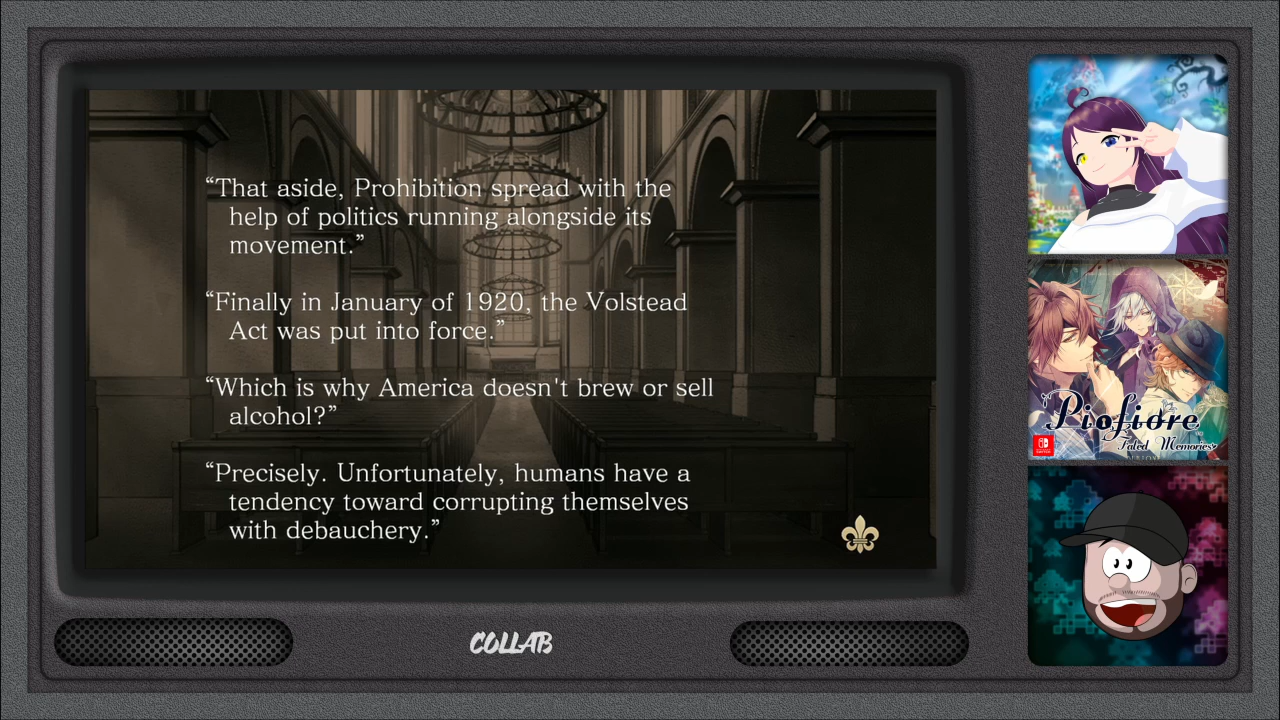 “That aside, Prohibition spread with the
help of politics running alongside its
movement.”
“Finally in January of 1920, the Volstead
Act was put into force.”
“Which is why America doesn't brew or sell
alcohol?”
“Precisely. Unfortunately, humans have a
tendency toward corrupting themselves
with debauchery.”
Piofiore
Fated Memories
COLLAB